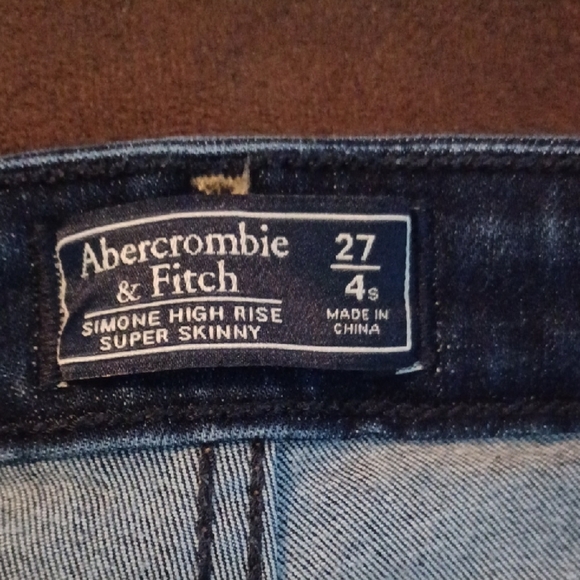 Abercrombie
& Fitch
SIMONE HIGH RISE
SUPER SKINNY
27
4s
MADE IN
CHINA